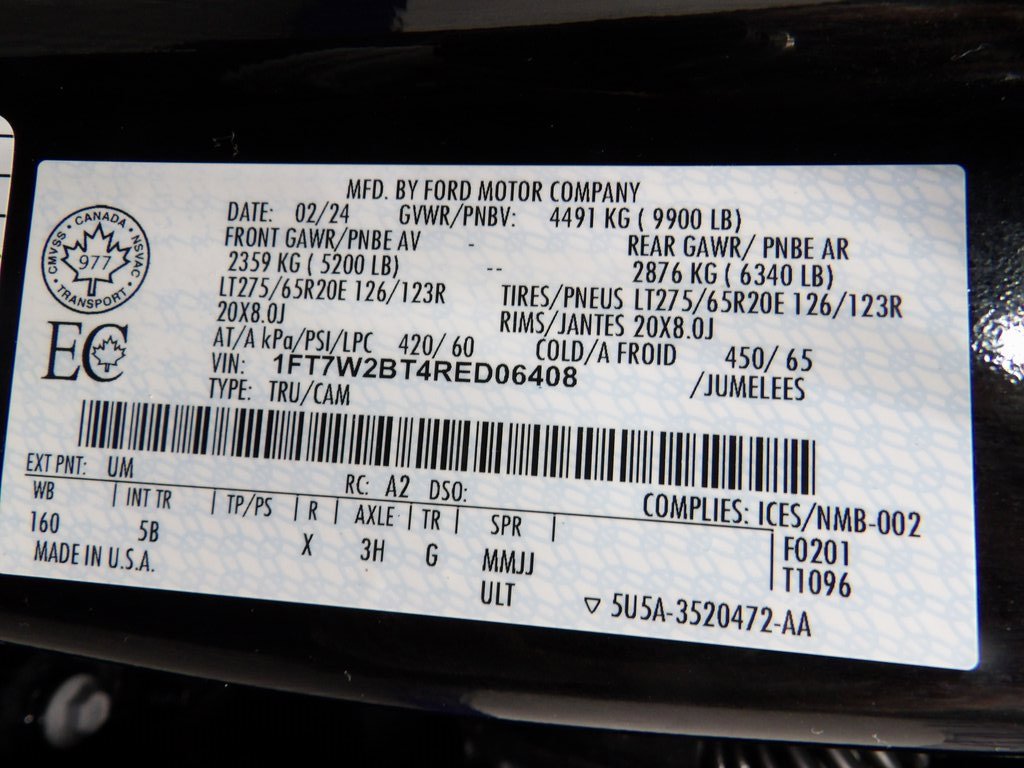 MFD. BY FORD MOTOR COMPANY
DATE: 02/24 GVWR/PNBV: 4491 KG ( 9900 LB)
FRONT GAWR/PNBE AV - REAR GAWR/ PNBE AR
2359 KG ( 5200 LB) -- 2876 KG ( 6340 LB)
LT275/65R20E 126/123R TIRES/PNEUS LT275/65R20E 126/123R
20X8.0J RIMS/JANTES 20X8.0J
AT/A kPa/PSI/LPC 420/ 60 COLD/A FROID 450/ 65
VIN: 1FT7W2BT4RED06408 /JUMELEES
TYPE: TRU/CAM
CANADA
CMVSS NSVAC
977
TRANSPORT
EC
EXT PNT: UM RC: A2 DSO: COMPLIES: ICES/NMB-002
WB | INT TR | TP/PS | R | AXLE | TR | SPR |
160 5B X 3H G MMJJ F0201
MADE IN U.S.A. ULT T1096
▽ 5U5A-3520472-AA